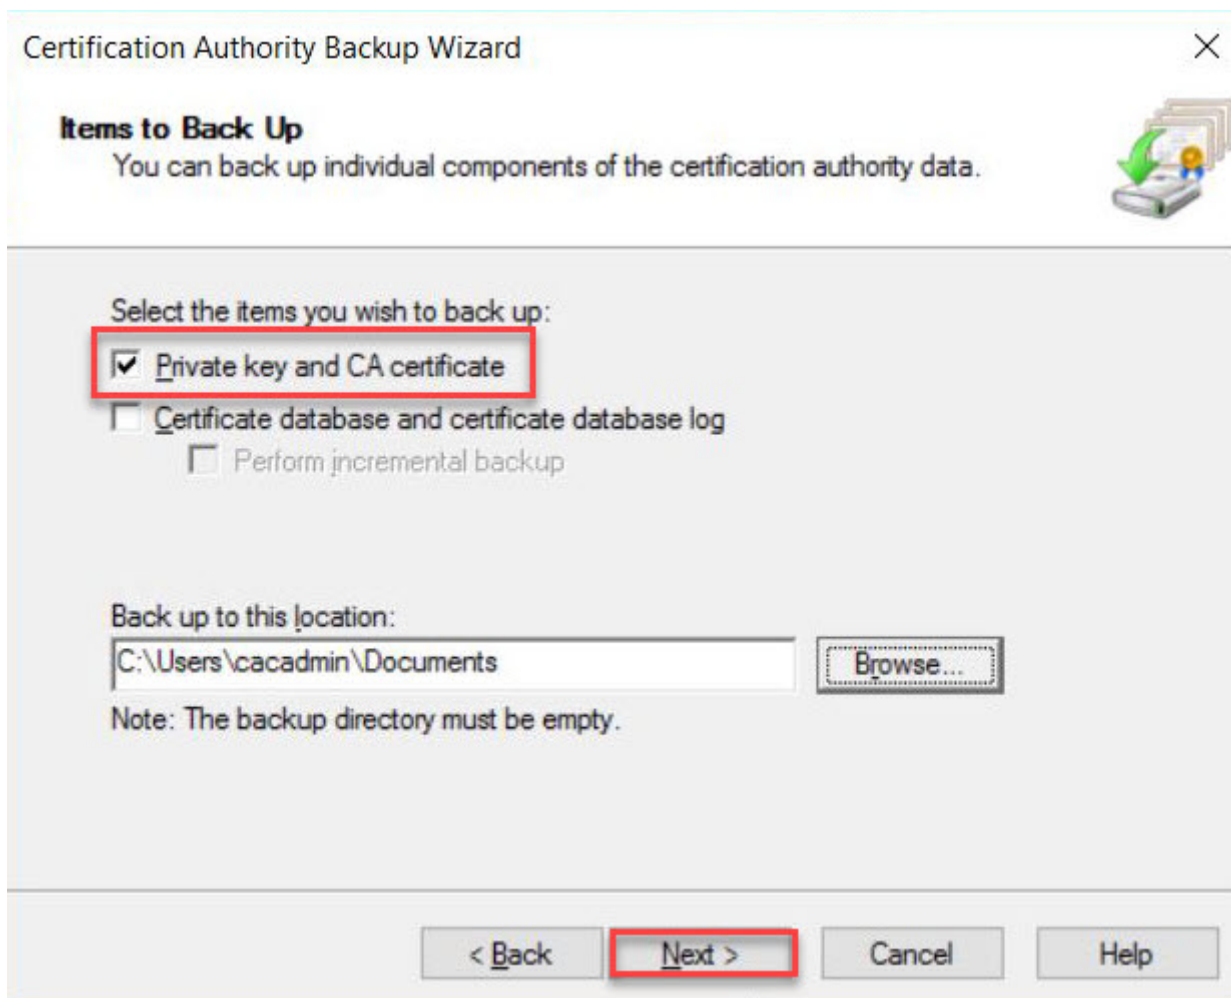 Certification Authority Backup Wizard
Items to Back Up
You can back up individual components of the certification authority data.
Select the items you wish to back up:
Private key and CA certificate
Certificate database and certificate database log
Perform incremental backup
Back up to this location:
C:\Users\cacadmin\Documents
Browse...
Note: The backup directory must be empty.
< Back
Next >
Cancel
Help